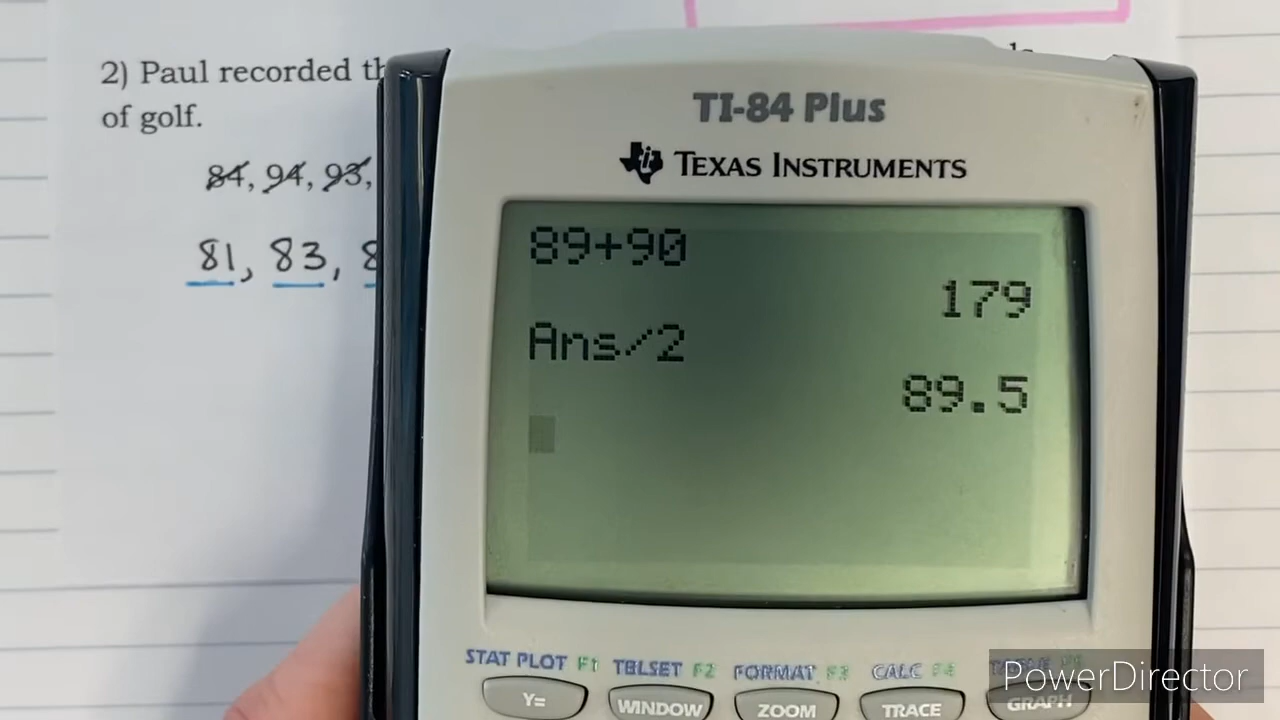 2) Paul recorded
of golf.
84, 94, 93,
81, 83,
TI-84 Plus
TEXAS INSTRUMENTS
89+90
179
Ans/2
89.5
STAT PLOT F1 TBLSET F2 FORMAT F3 CALC F4
Y= WINDOW ZOOM TRACE GRAPH
PowerDirector